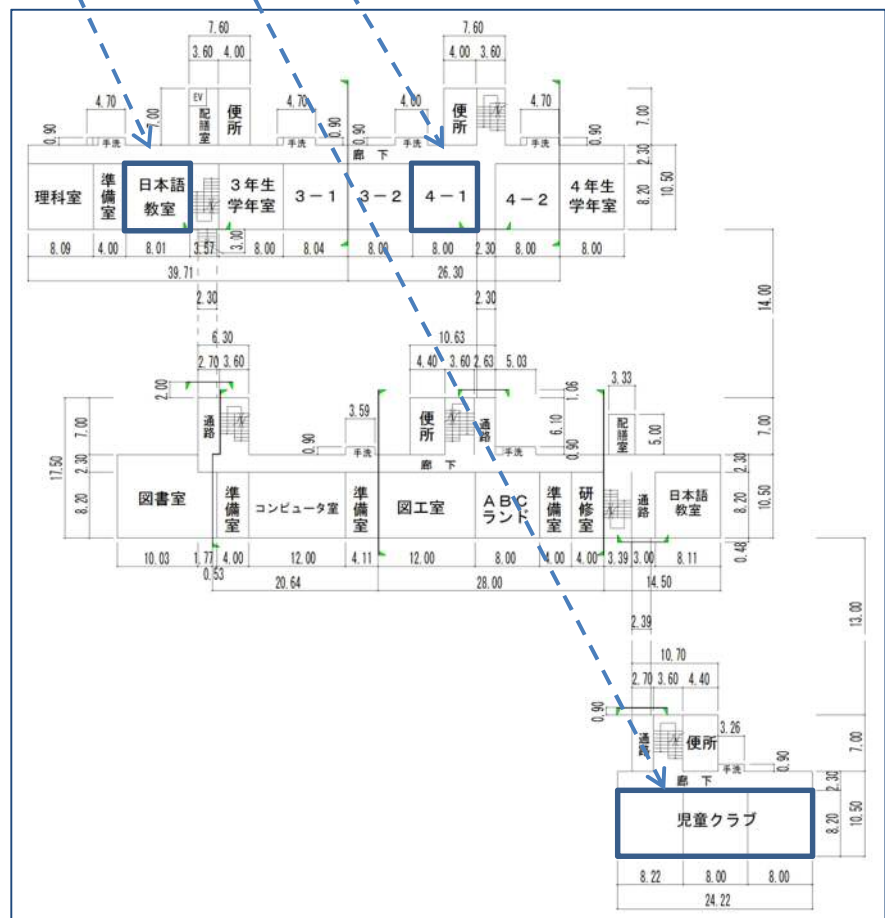 7.60
7.60
3.60 4.00
4.00 3.60
4.70
7.00
EV
配膳室
便所
4.70
4.00
便所
4.70
7.00
0.90
手洗
手洗
0.90
0.90
手洗
手洗
0.90
廊 下
2.30
理科室
準備室
日本語教室
3年生学年室
3-1
3-2
4-1
4-2
4年生学年室
8.20
10.50
8.09 4.00 8.01 3.57 3.00 8.00 8.04 8.00 8.00 2.30 8.00 8.00
39.71 26.30
2.30 2.30
14.00
6.30 10.63
2.70 3.60 4.40 3.60 2.63 5.03
2.00
3.33
1.06
17.50
7.00
通路
3.59
便所
通路
6.10
配膳室
5.00
7.00
0.90
手洗
手洗
0.90
2.30
廊 下
2.30
8.20
図書室
準備室
コンピュータ室
準備室
図工室
ABCランド
準備室
研修室
通路
日本語教室
8.20
10.50
0.48
10.03 1.77 4.00 12.00 4.11 12.00 8.00 4.00 4.00 3.39 3.00 8.11
0.53
20.64 28.00 14.50
2.39
13.00
10.70
2.70 3.60 4.40
0.90
3.26
通路
便所
手洗
0.90
7.00
廊 下
2.30
児童クラブ
8.20
10.50
8.22 8.00 8.00
24.22